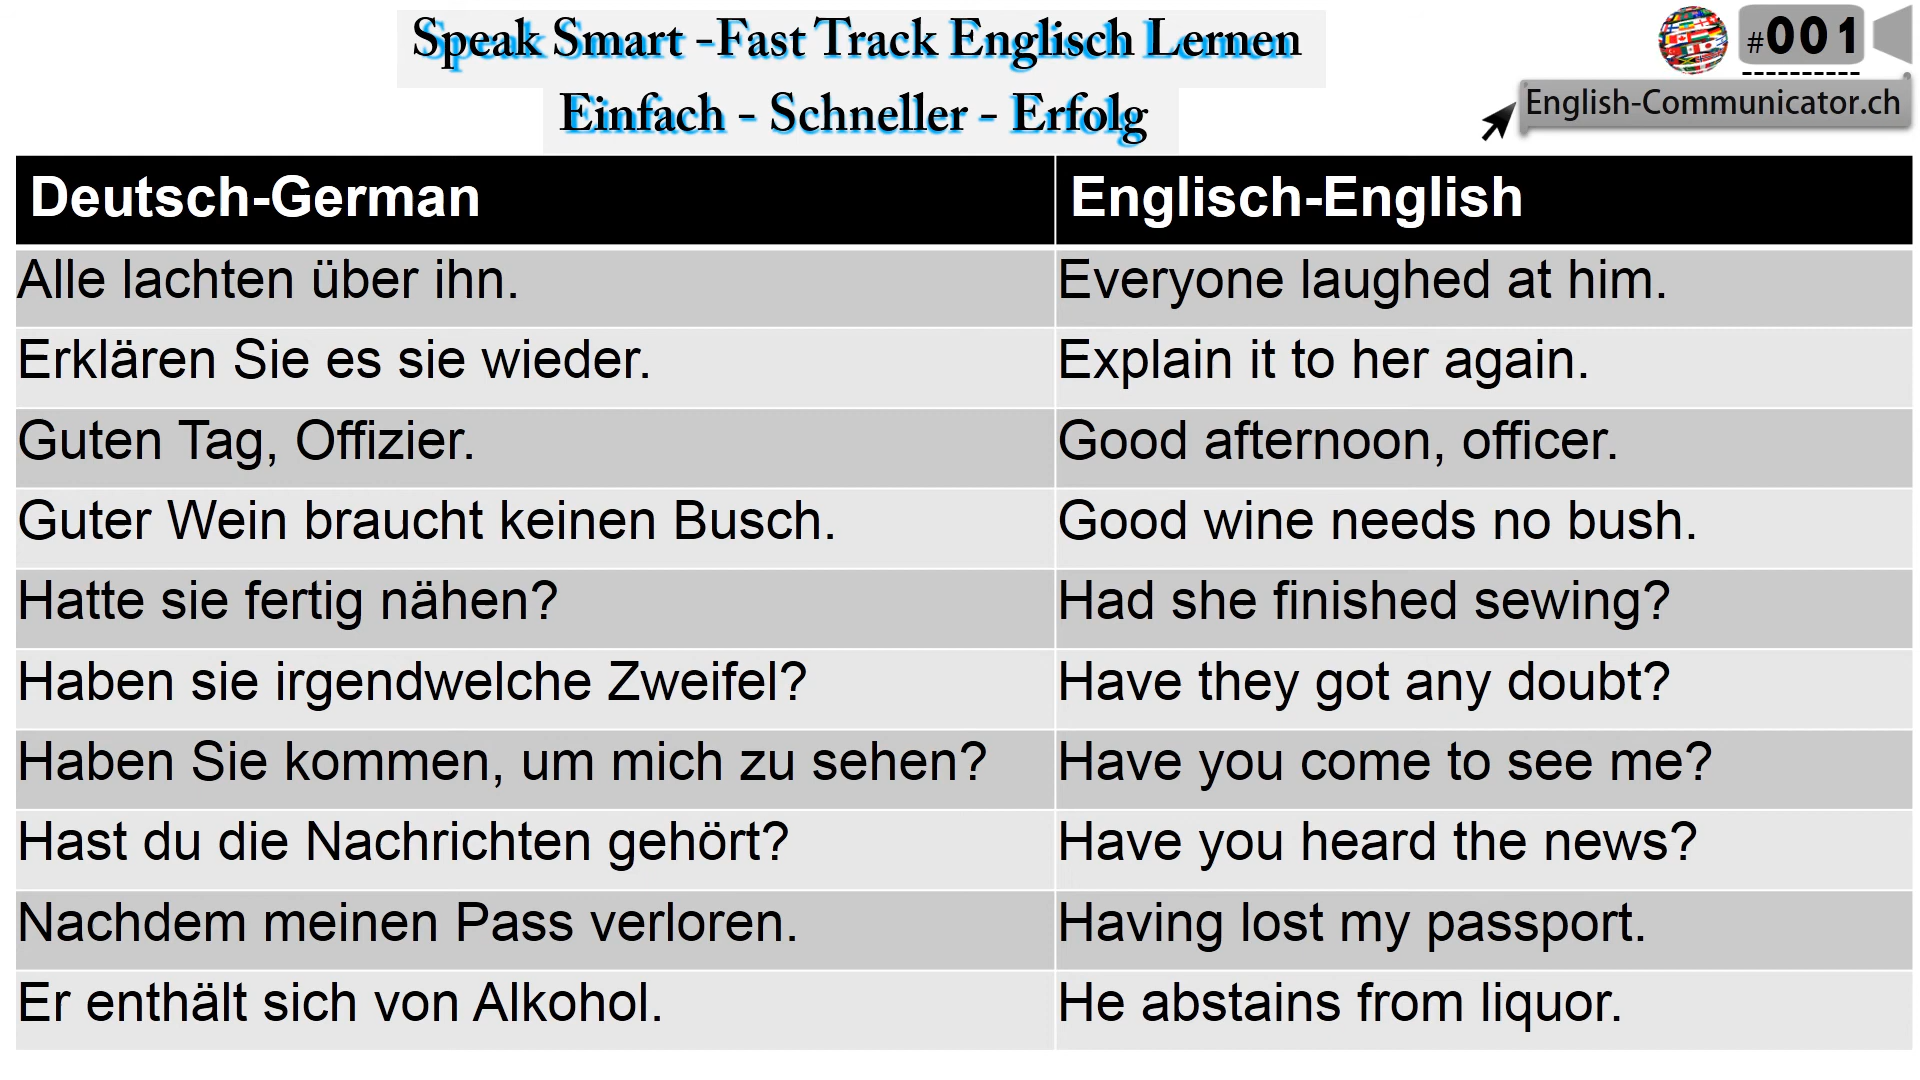 Speak Smart -Fast Track Englisch Lernen
Einfach - Schneller - Erfolg
#001
English-Communicator.ch
Deutsch-German Englisch-English
Alle lachten über ihn. Everyone laughed at him.
Erklären Sie es sie wieder. Explain it to her again.
Guten Tag, Offizier. Good afternoon, officer.
Guter Wein braucht keinen Busch. Good wine needs no bush.
Hatte sie fertig nähen? Had she finished sewing?
Haben sie irgendwelche Zweifel? Have they got any doubt?
Haben Sie kommen, um mich zu sehen? Have you come to see me?
Hast du die Nachrichten gehört? Have you heard the news?
Nachdem meinen Pass verloren. Having lost my passport.
Er enthält sich von Alkohol. He abstains from liquor.